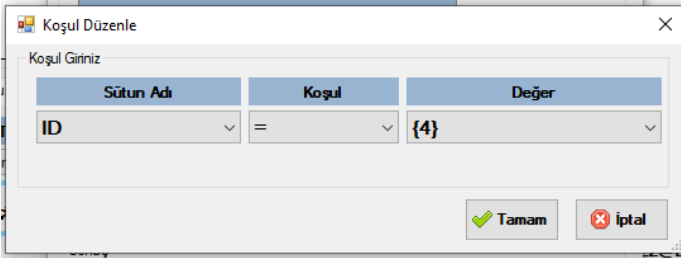 Koşul Düzenle
Koşul Giriniz
Sütun Adı Koşul Değer
ID = {4}
Tamam İptal